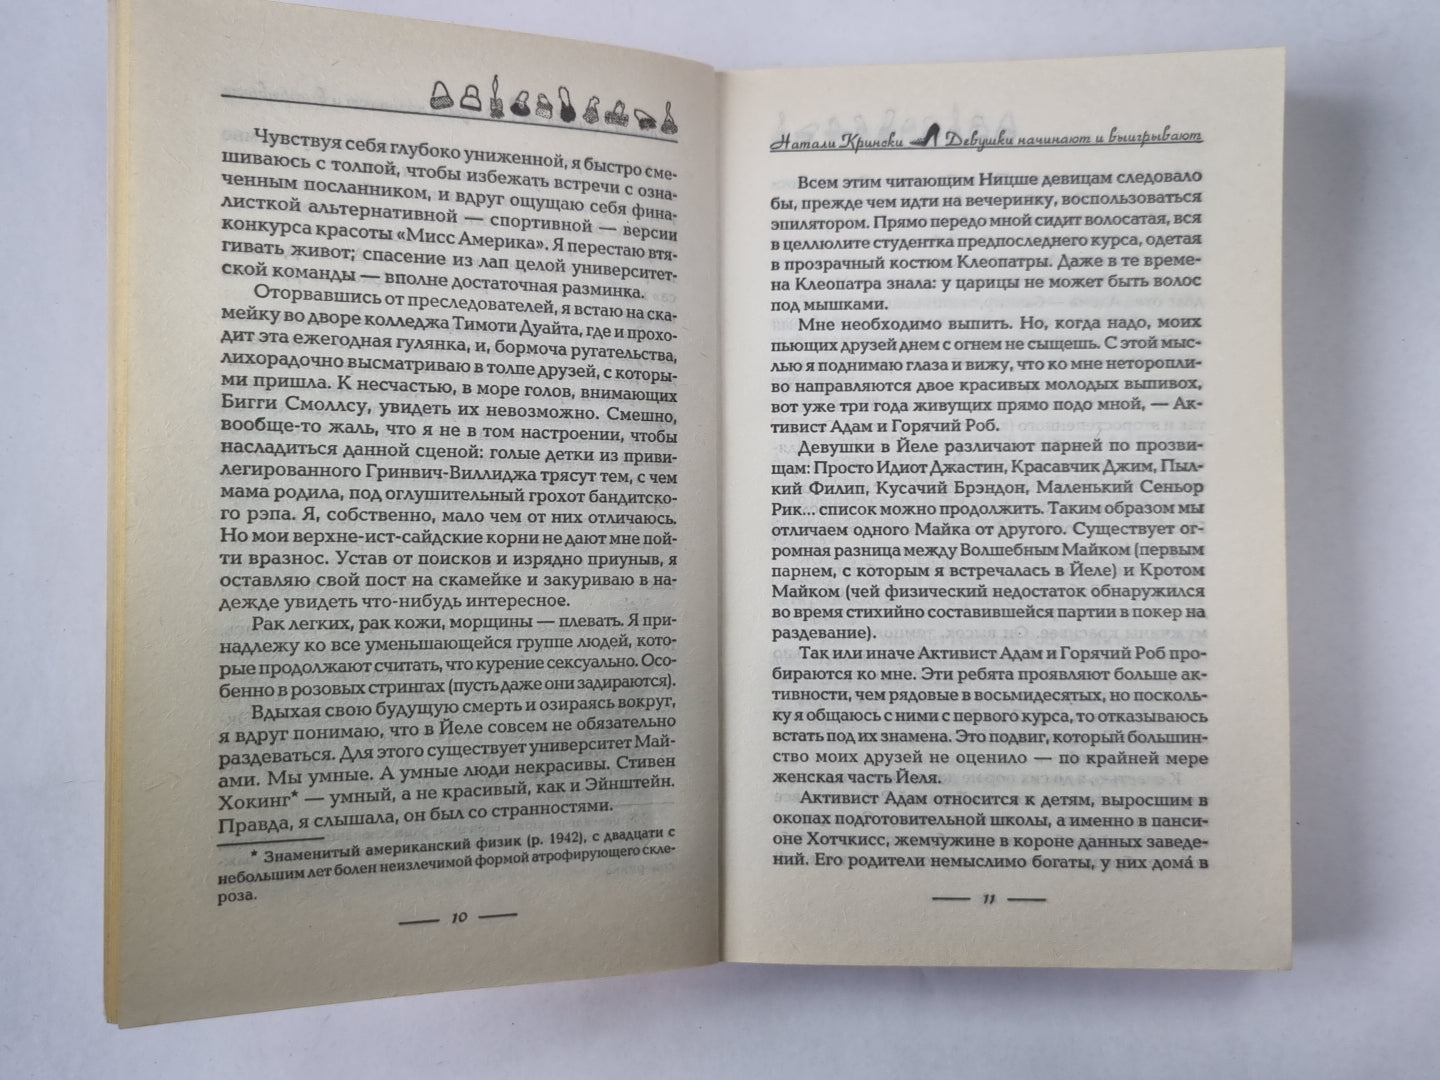 Чувствуя себя глубоко униженной, я быстро сме-
шиваюсь с толпой, чтобы избежать встречи с озна-
ченным посланником, и вдруг ощущаю себя фина-
листкой альтернативной — спортивной — версии
конкурса красоты «Мисс Америка». Я перестаю втя-
гивать живот; спасение из лап целой университет-
ской команды — вполне достаточная разминка.
Оторвавшись от преследователей, я встаю на ска-
мейку во дворе колледжа Тимоти Дуайта, где и прохо-
дит эта ежегодная гулянка, и, бормоча ругательства,
лихорадочно высматриваю в толпе друзей, с которы-
ми пришла. К несчастью, в море голов, внимающих
Бигги Смоллсу, увидеть их невозможно. Смешно,
вообще-то жаль, что я не в том настроении, чтобы
насладиться данной сценой: голые детки из приви-
легированного Гринвич-Виллиджа трясут тем, с чем
мама родила, под оглушительный грохот бандитско-
го рэпа. Я, собственно, мало чем от них отличаюсь.
Но мои верхне-ист-сайдские корни не дают мне пой-
ти вразнос. Устав от поисков и изрядно приуныв, я
оставляю свой пост на скамейке и закуриваю в на-
дежде увидеть что-нибудь интересное.
Рак легких, рак кожи, морщины — плевать. Я при-
надлежу ко все уменьшающейся группе людей, кото-
рые продолжают считать, что курение сексуально. Осо-
бенно в розовых стрингах (пусть даже они задираются).
Вдыхая свою будущую смерть и озираясь вокруг,
я вдруг понимаю, что в Йеле совсем не обязательно
раздеваться. Для этого существует университет Май-
ами. Мы умные. А умные люди некрасивы. Стивен
Хокинг* — умный, а не красивый, как и Эйнштейн.
Правда, я слышала, он был со странностями.
* Знаменитый американский физик (р. 1942), с двадцати с
небольшим лет болен неизлечимой формой атрофирующего скле-
роза.
— 10 —
Натали Крински Девушки начинают и выигрывают
Всем этим читающим Ницше девицам следовало
бы, прежде чем идти на вечеринку, воспользоваться
эпилятором. Прямо передо мной сидит волосатая, вся
в целлюлите студентка предпоследнего курса, одетая
в прозрачный костюм Клеопатры. Даже в те време-
на Клеопатра знала: у царицы не может быть волос
под мышками.
Мне необходимо выпить. Но, когда надо, моих
пьющих друзей днем с огнем не сыщешь. С этой мыс-
лью я поднимаю глаза и вижу, что ко мне неторопли-
во направляются двое красивых молодых выпивох,
вот уже три года живущих прямо подо мной, — Ак-
тивист Адам и Горячий Роб.
Девушки в Йеле различают парней по прозви-
щам: Просто Идиот Джастин, Красавчик Джим, Пыл-
кий Филип, Кусачий Брэндон, Маленький Сеньор
Рик... список можно продолжить. Таким образом мы
отличаем одного Майка от другого. Существует ог-
ромная разница между Волшебным Майком (первым
парнем, с которым я встречалась в Йеле) и Кротом
Майком (чей физический недостаток обнаружился
во время стихийно составившейся партии в покер на
раздевание).
Так или иначе Активист Адам и Горячий Роб про-
бираются ко мне. Эти ребята проявляют больше ак-
тивности, чем рядовые в восьмидесятых, но посколь-
ку я общаюсь с ними с первого курса, то отказываюсь
встать под их знамена. Это подвиг, который большин-
ство моих друзей не оценило — по крайней мере
женская часть Йеля.
Активист Адам относится к детям, выросшим в
окопах подготовительной школы, а именно в панси-
оне Хотчкисс, жемчужине в короне данных заведе-
ний. Его родители немыслимо богаты, у них дома́ в
— 11 —